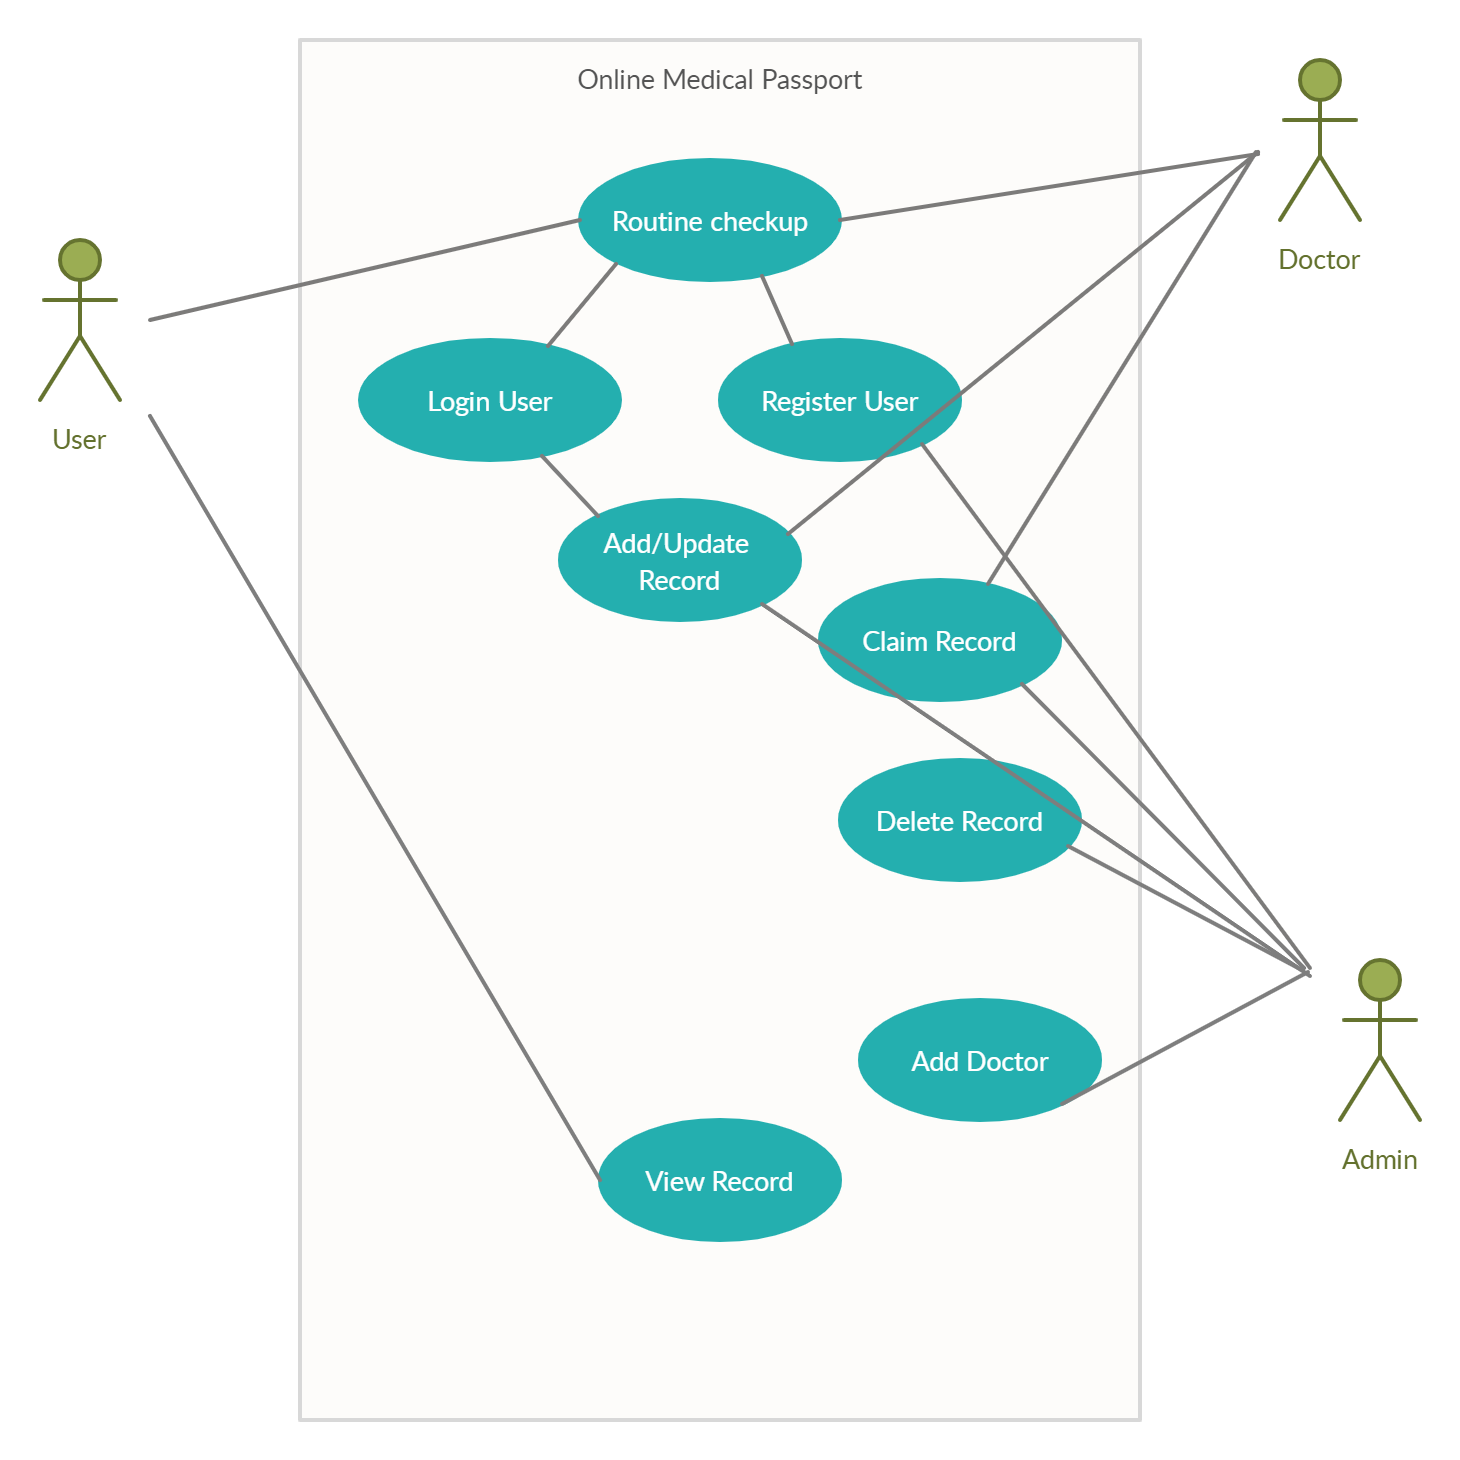 Online Medical Passport
Routine checkup
Doctor
Login User
Register User
User
Add/Update
Record
Claim Record
Delete Record
Add Doctor
Admin
View Record